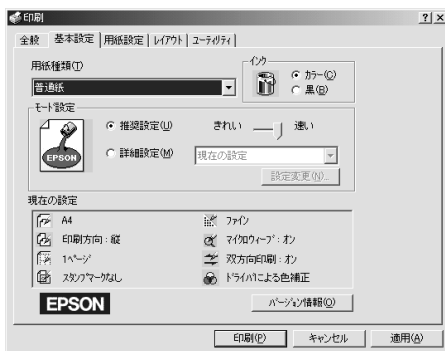 印刷
全般 基本設定 用紙設定 レイアウト ユーティリティ
用紙種類(T)
普通紙
インク
カラー(C)
黒(B)
モード設定
EPSON
推奨設定(U)
きれい 速い
詳細設定(M)
現在の設定
設定変更(N)...
現在の設定
A4 ファイン
印刷方向:縦 マイクロウィーブ:オン
1ページ 双方向印刷:オン
スタンプマークなし ドライバによる色補正
EPSON
バージョン情報(O)
印刷(P) キャンセル 適用(A)